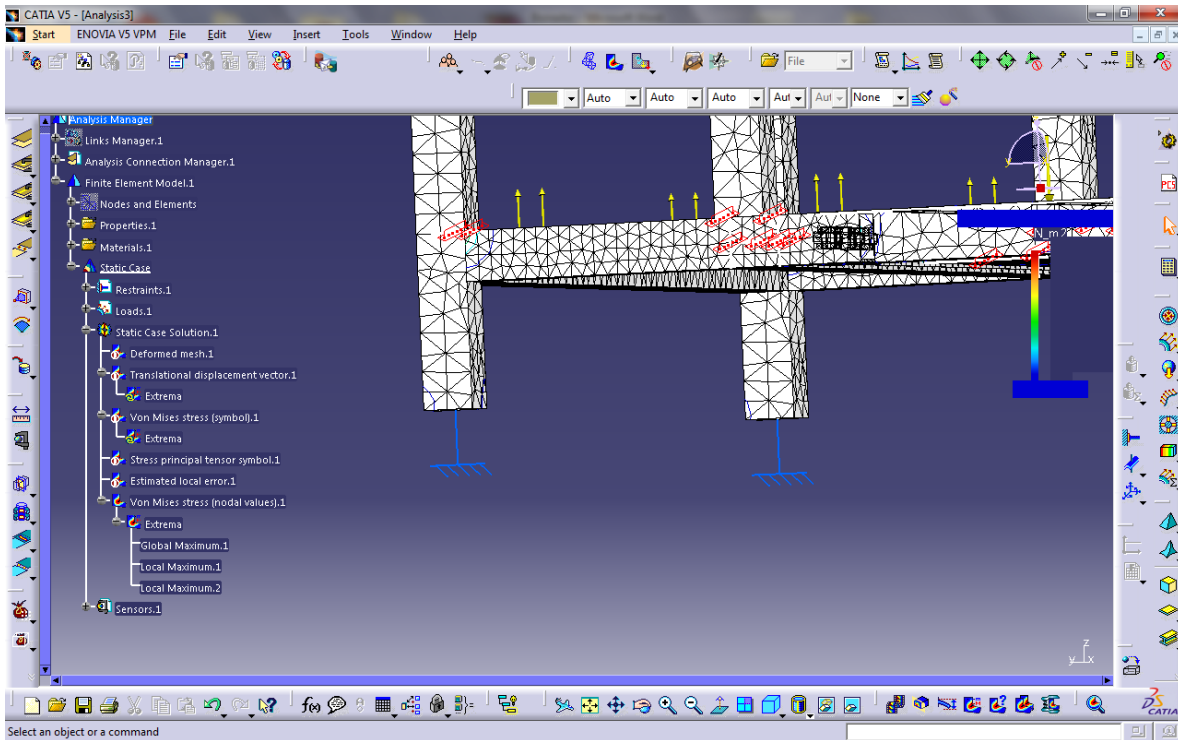 CATIA V5 - [Analysis3]
Start ENOVIA V5 VPM File Edit View Insert Tools Window Help
File
Auto Auto Auto Aut Aut None
Analysis Manager
Links Manager.1
Analysis Connection Manager.1
Finite Element Model.1
Nodes and Elements
Properties.1
Materials.1
Static Case
Restraints.1
Loads.1
Static Case Solution.1
Deformed mesh.1
Translational displacement vector.1
Extrema
Von Mises stress (symbol).1
Extrema
Stress principal tensor symbol.1
Estimated local error.1
Von Mises stress (nodal values).1
Extrema
Global Maximum.1
Local Maximum.1
Local Maximum.2
Sensors.1
N_m2
PCS
z
y x
f(x)
DS CATIA
Select an object or a command